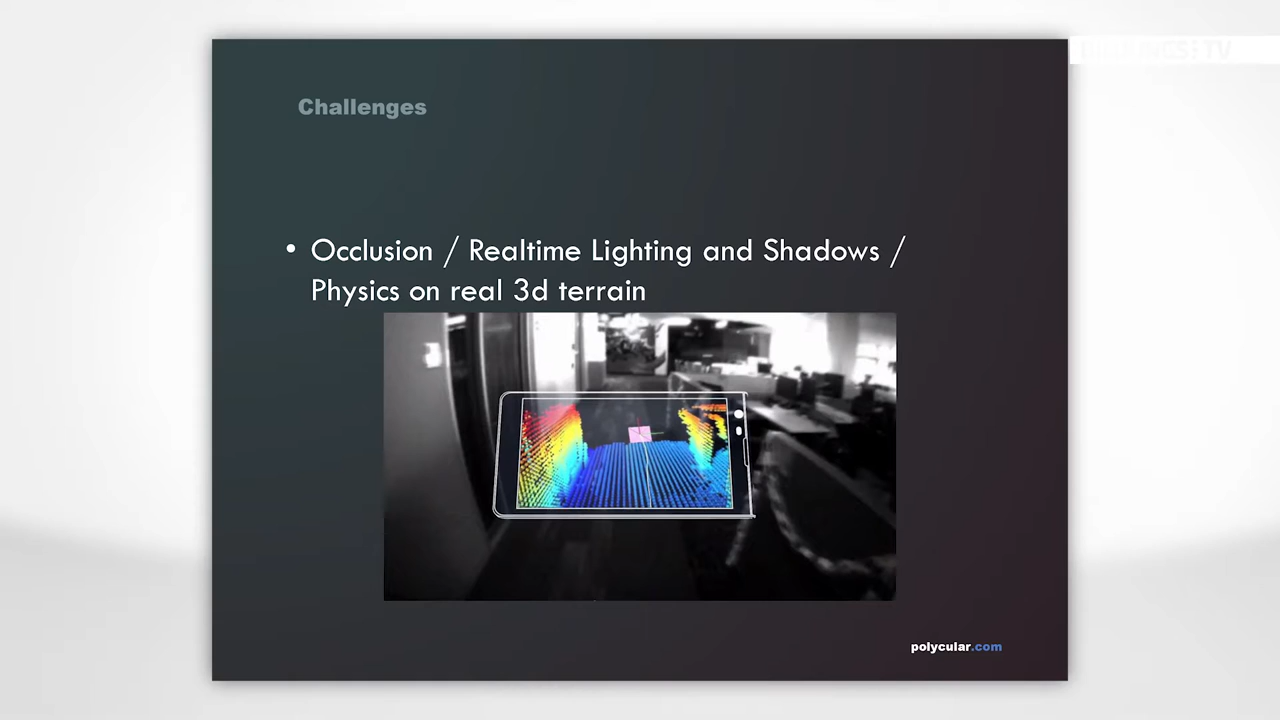 Challenges
• Occlusion / Realtime Lighting and Shadows /
Physics on real 3d terrain
polycular.com